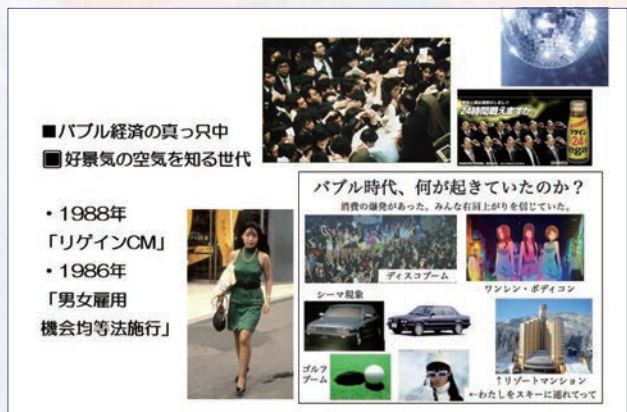 ■バブル経済の真っ只中
▣好景気の空気を知る世代
・1988年
「リゲインCM」
・1986年
「男女雇用
機会均等法施行」
24時間戦えますか
リゲイン
24
バブル時代、何が起きていたのか？
消費の爆発があった。みんな右肩上がりを信じていた。
ディスコブーム
ワンレン・ボディコン
シーマ現象
ゴルフ
ブーム
↑リゾートマンション
←わたしをスキーに連れてって